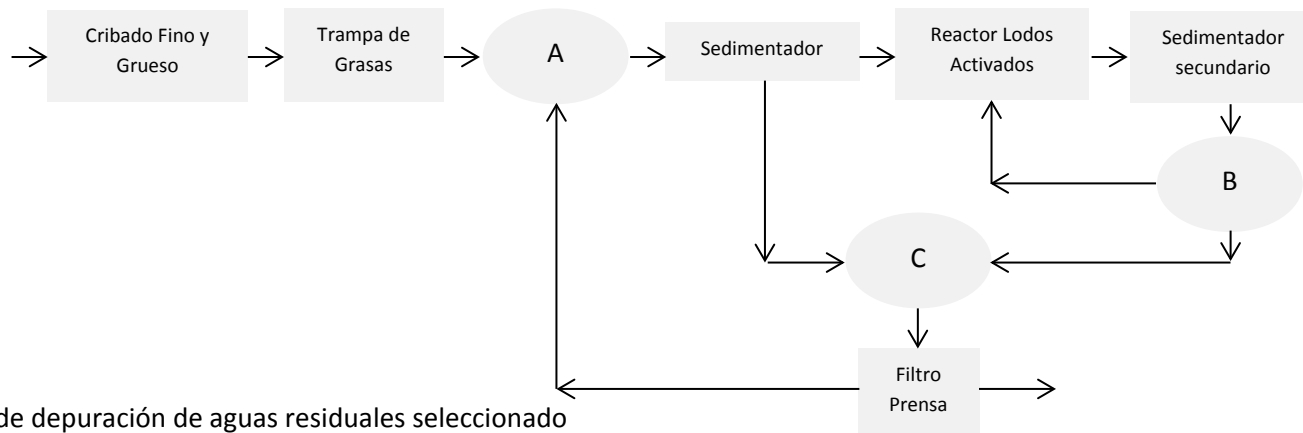 Cribado Fino y
Grueso
Trampa de
Grasas
A
Sedimentador
Reactor Lodos
Activados
Sedimentador
secundario
B
C
Filtro
Prensa
de depuración de aguas residuales seleccionado